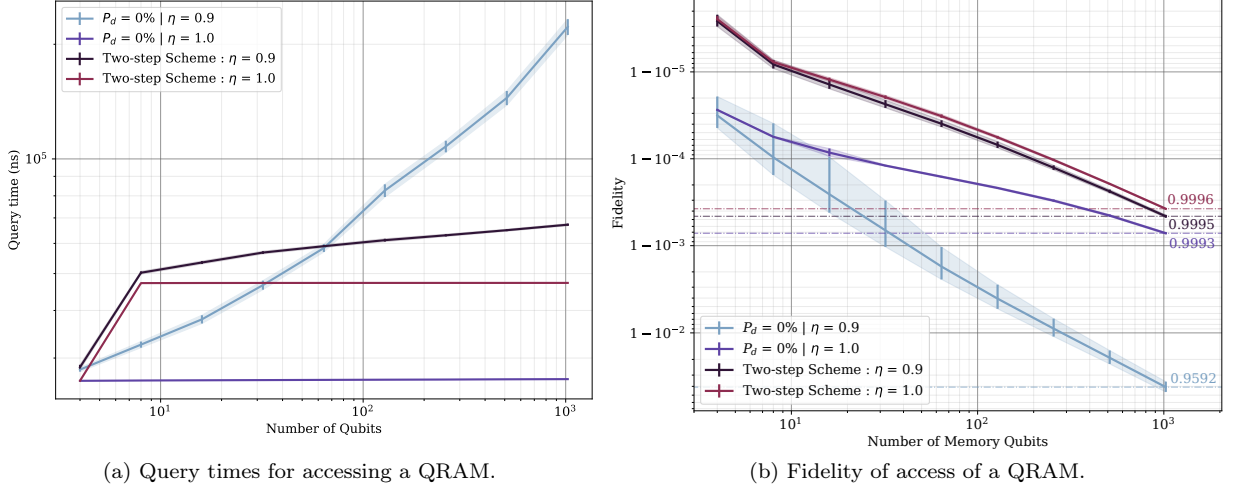 P_d = 0% | η = 0.9
P_d = 0% | η = 1.0
Two-step Scheme : η = 0.9
Two-step Scheme : η = 1.0
10^5
Query time (ns)
10^1
10^2
10^3
Number of Qubits
(a) Query times for accessing a QRAM.
1 − 10^−5
1 − 10^−4
1 − 10^−3
1 − 10^−2
Fidelity
0.9996
0.9995
0.9993
0.9592
P_d = 0% | η = 0.9
P_d = 0% | η = 1.0
Two-step Scheme : η = 0.9
Two-step Scheme : η = 1.0
10^1
10^2
10^3
Number of Memory Qubits
(b) Fidelity of access of a QRAM.